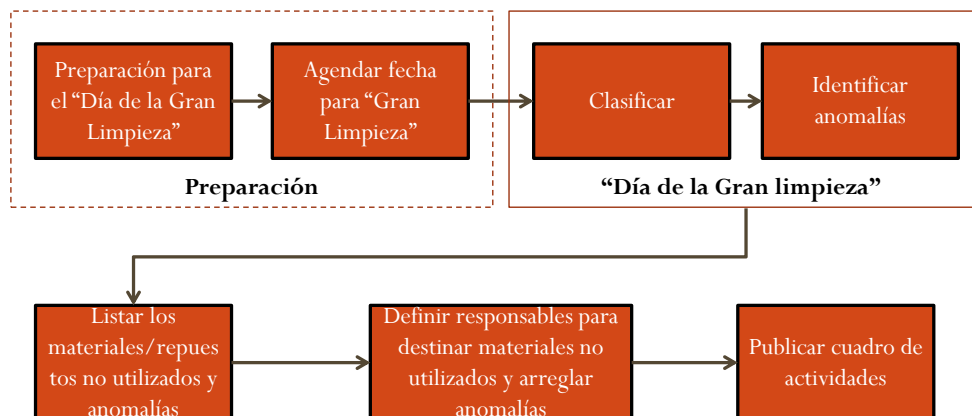 Preparación para
el “Día de la Gran
Limpieza”
Agendar fecha
para “Gran
Limpieza”
Clasificar
Identificar
anomalías
Preparación
“Día de la Gran limpieza”
Listar los
materiales/repues
tos no utilizados y
anomalías
Definir responsables para
destinar materiales no
utilizados y arreglar
anomalías
Publicar cuadro de
actividades